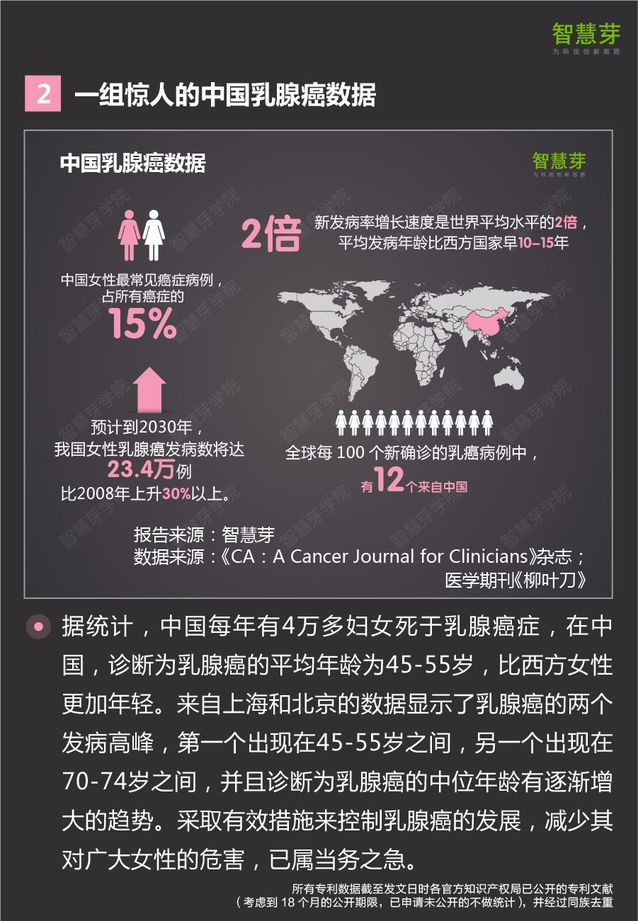 智慧芽
为科技创新指路
2 一组惊人的中国乳腺癌数据
中国乳腺癌数据
智慧芽
为科技创新指路
2倍
新发病率增长速度是世界平均水平的2倍，
平均发病年龄比西方国家早10-15年
中国女性最常见癌症病例，
占所有癌症的
15%
预计到2030年，
我国女性乳腺癌发病数将达
23.4万例
比2008年上升30%以上。
全球每 100 个新确诊的乳癌病例中，
有12个来自中国
智慧芽学院
报告来源：智慧芽
数据来源：《CA：A Cancer Journal for Clinicians》杂志；
医学期刊《柳叶刀》
据统计，中国每年有4万多妇女死于乳腺癌症，在中
国，诊断为乳腺癌的平均年龄为45-55岁，比西方女性
更加年轻。来自上海和北京的数据显示了乳腺癌的两个
发病高峰，第一个出现在45-55岁之间，另一个出现在
70-74岁之间，并且诊断为乳腺癌的中位年龄有逐渐增
大的趋势。采取有效措施来控制乳腺癌的发展，减少其
对广大女性的危害，已属当务之急。
所有专利数据截至发文日时各官方知识产权局已公开的专利文献
（考虑到 18 个月的公开期限，已申请未公开的不做统计），并经过同族去重